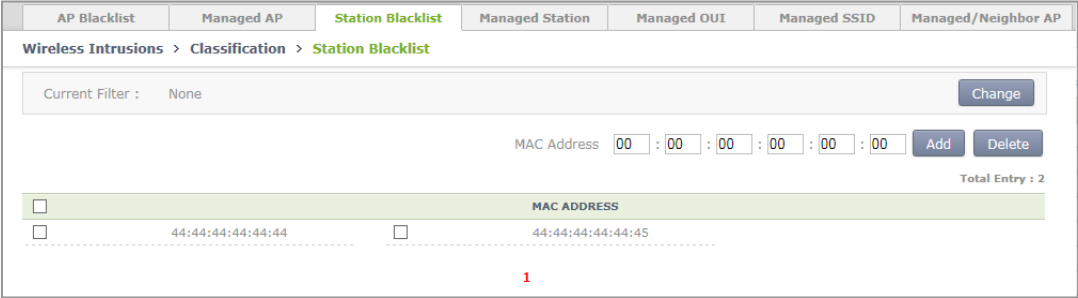 AP Blacklist Managed AP Station Blacklist Managed Station Managed OUI Managed SSID Managed/Neighbor AP
Wireless Intrusions > Classification > Station Blacklist
Current Filter : None Change
MAC Address 00 : 00 : 00 : 00 : 00 : 00 Add Delete
Total Entry : 2
MAC ADDRESS
44:44:44:44:44:44 44:44:44:44:44:45
1